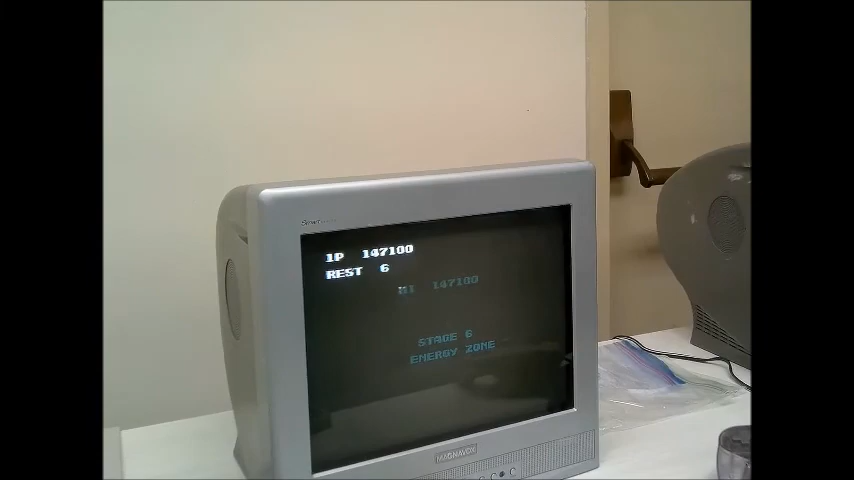 1P 147100
REST 6
HI 147100
STAGE 6
ENERGY ZONE
MAGNAVOX